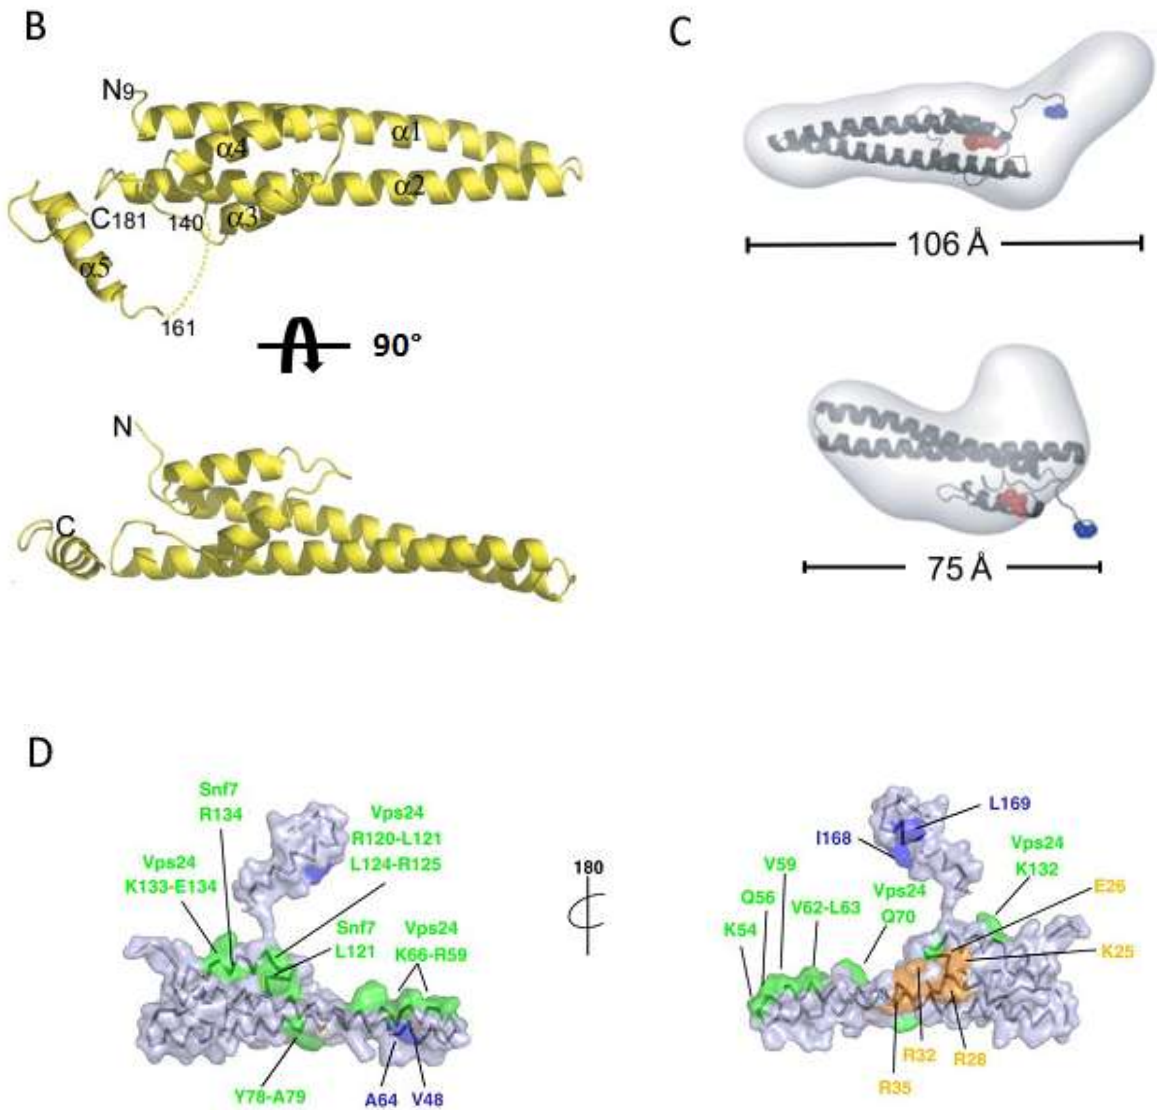 B
N9
α1
α4
α2
C181
140
α3
α5
161
90°
N
C
C
106 Å
75 Å
D
Snf7
R134
Vps24
R120-L121
L124-R125
Vps24
K133-E134
Snf7
L121
Vps24
K66-R59
Y78-A79
A64
V48
180
L169
I168
Vps24
K132
V59
Q56
V62-L63
Vps24
Q70
E26
K54
K25
R32
R28
R35